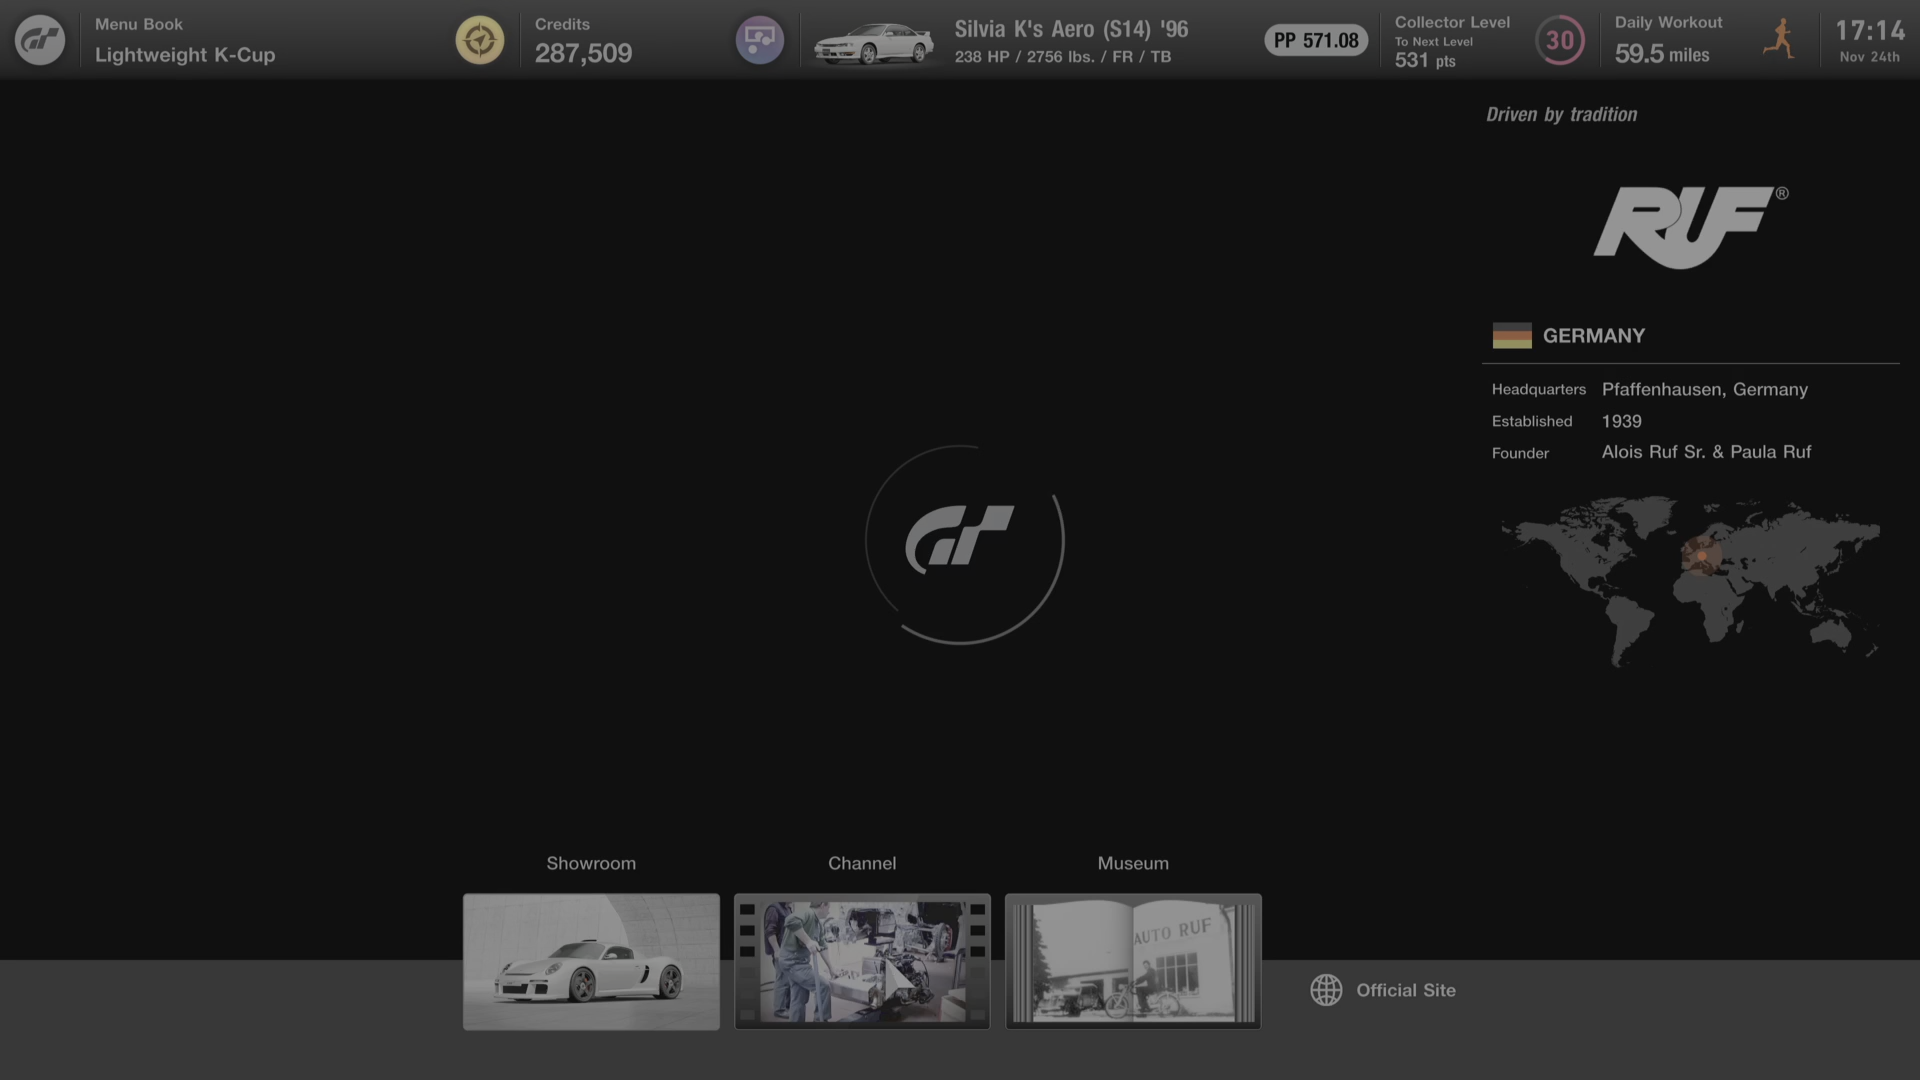 Menu Book
Lightweight K-Cup
Credits
287,509
Silvia K's Aero (S14) '96
238 HP / 2756 lbs. / FR / TB
PP 571.08
Collector Level
To Next Level
531 pts
30
Daily Workout
59.5 miles
17:14
Nov 24th
Driven by tradition
RUF®
GERMANY
Headquarters Pfaffenhausen, Germany
Established 1939
Founder Alois Ruf Sr. & Paula Ruf
GT
Showroom
Channel
Museum
AUTO RUF
Official Site